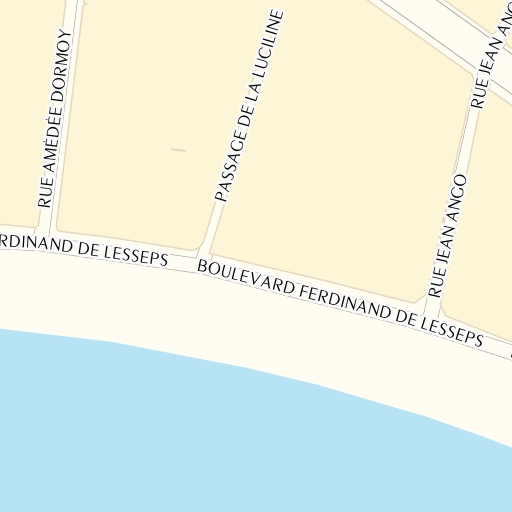 RUE AMÉDÉE DORMOY
PASSAGE DE LA LUCILINE
RUE JEAN ANGO
RUE JEAN ANGO
RDINAND DE LESSEPS
BOULEVARD FERDINAND DE LESSEPS